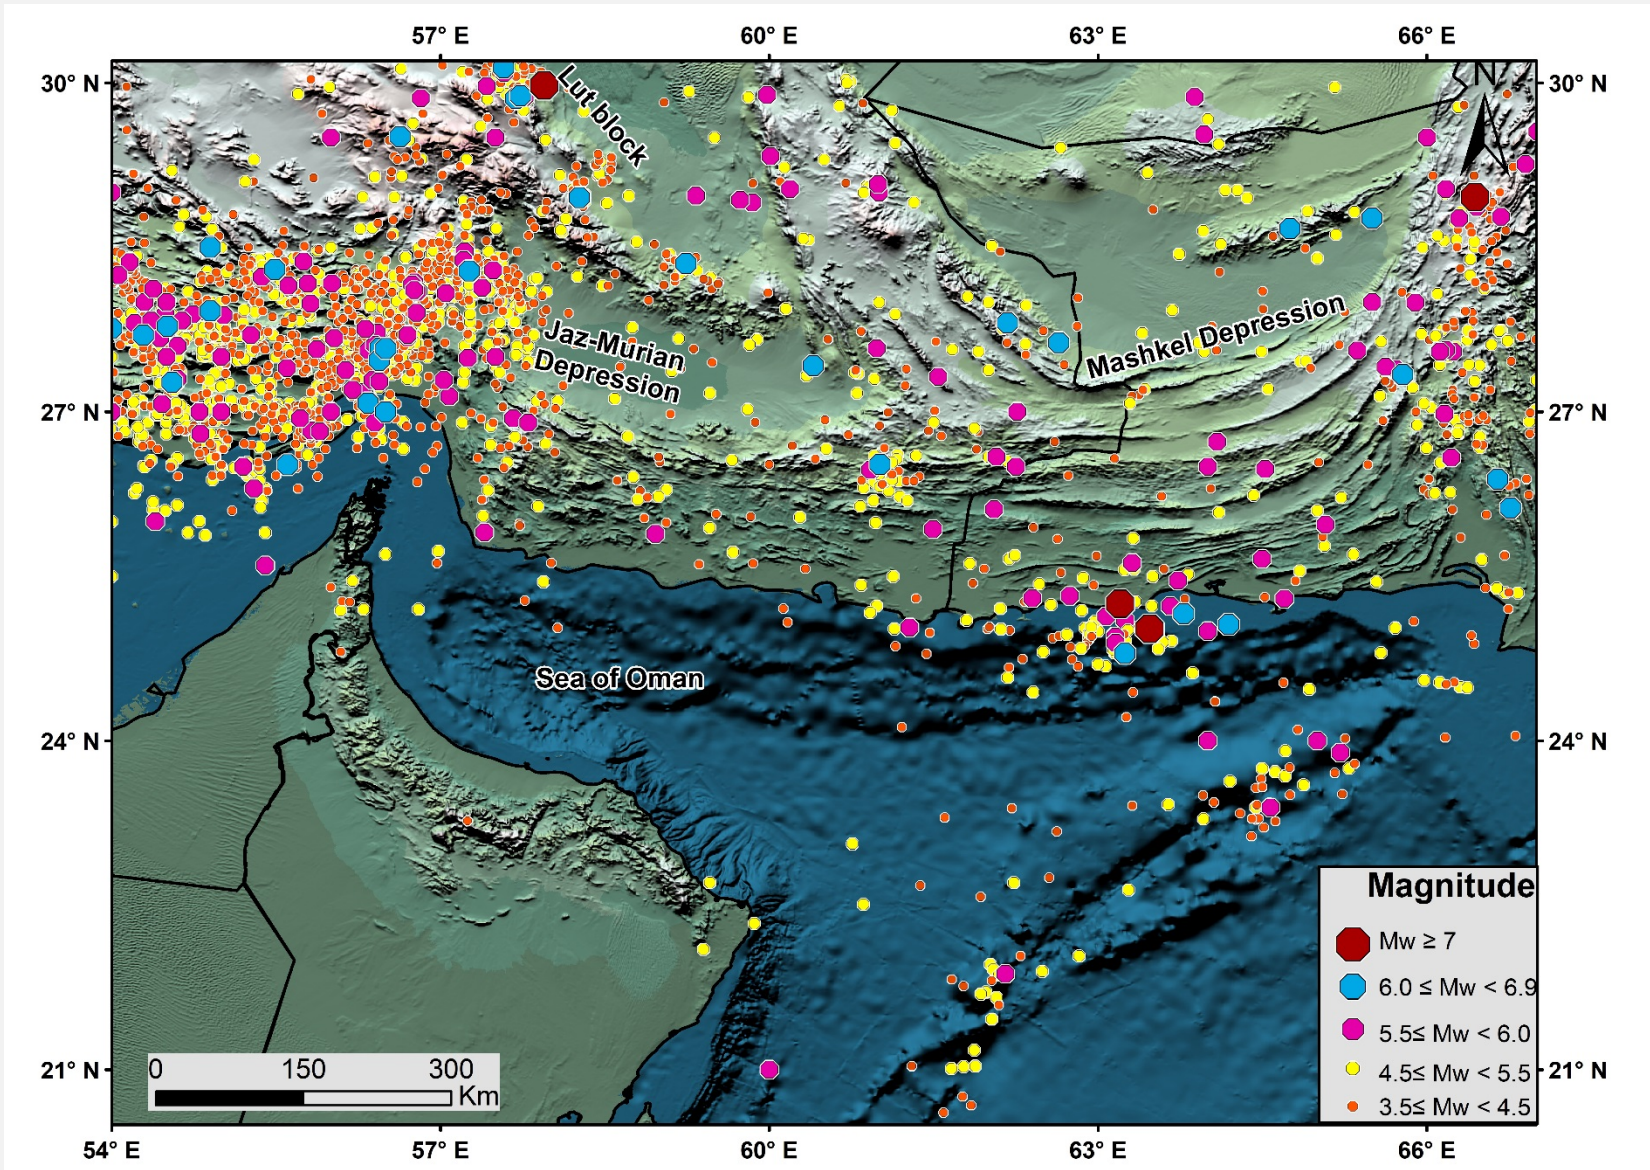 57° E 60° E 63° E 66° E
30° N 30° N
N
Lut block
Jaz-Murian
Depression
Mashkel Depression
27° N 27° N
Sea of Oman
24° N 24° N
Magnitude
Mw ≥ 7
6.0 ≤ Mw < 6.9
5.5≤ Mw < 6.0
4.5≤ Mw < 5.5
3.5≤ Mw < 4.5
0 150 300
Km
21° N 21° N
54° E 57° E 60° E 63° E 66° E